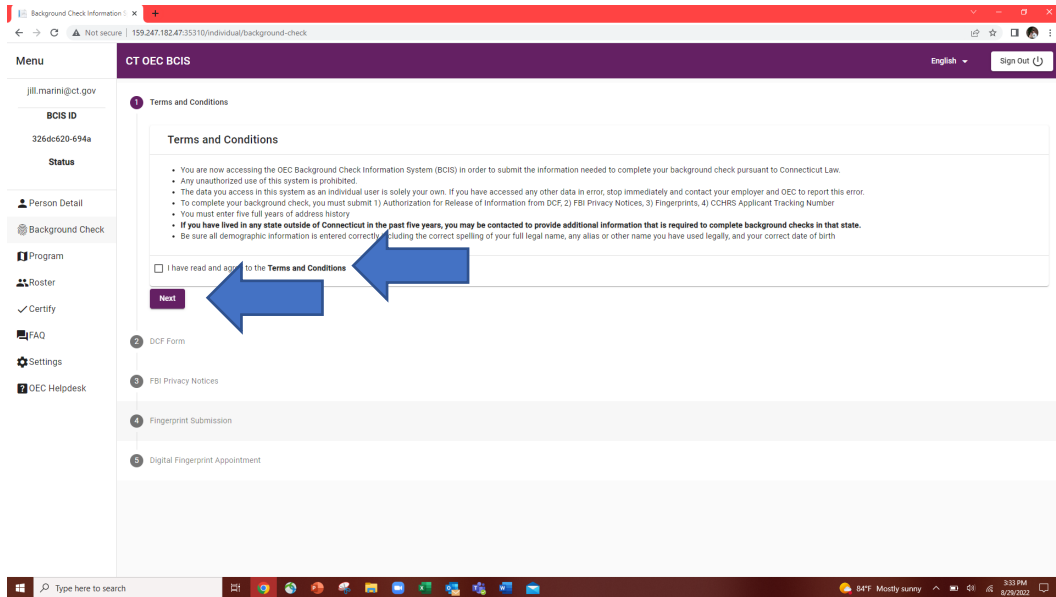 Background Check Information S
Not secure | 159.247.182.47:35310/individual/background-check
Menu
CT OEC BCIS
English
Sign Out
jill.marini@ct.gov
BCIS ID
326dc620-694a
Status
Person Detail
Background Check
Program
Roster
Certify
FAQ
Settings
OEC Helpdesk
1 Terms and Conditions
Terms and Conditions
• You are now accessing the OEC Background Check Information System (BCIS) in order to submit the information needed to complete your background check pursuant to Connecticut Law.
• Any unauthorized use of this system is prohibited.
• The data you access in this system as an individual user is solely your own. If you have accessed any other data in error, stop immediately and contact your employer and OEC to report this error.
• To complete your background check, you must submit 1) Authorization for Release of Information from DCF, 2) FBI Privacy Notices, 3) Fingerprints, 4) CCHRS Applicant Tracking Number
• You must enter five full years of address history
• If you have lived in any state outside of Connecticut in the past five years, you may be contacted to provide additional information that is required to complete background checks in that state.
• Be sure all demographic information is entered correctly including the correct spelling of your full legal name, any alias or other name you have used legally, and your correct date of birth
I have read and agree to the Terms and Conditions
Next
2 DCF Form
3 FBI Privacy Notices
4 Fingerprint Submission
5 Digital Fingerprint Appointment
Type here to search
84°F Mostly sunny
3:33 PM
8/29/2022